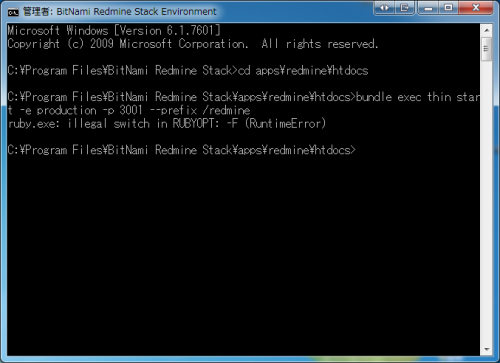 管理者: BitNami Redmine Stack Environment
Microsoft Windows [Version 6.1.7601]
Copyright (c) 2009 Microsoft Corporation.  All rights reserved.
C:¥Program Files¥BitNami Redmine Stack>cd apps¥redmine¥htdocs
C:¥Program Files¥BitNami Redmine Stack¥apps¥redmine¥htdocs>bundle exec thin star
t -e production -p 3001 --prefix /redmine
ruby.exe: illegal switch in RUBYOPT: -F (RuntimeError)
C:¥Program Files¥BitNami Redmine Stack¥apps¥redmine¥htdocs>